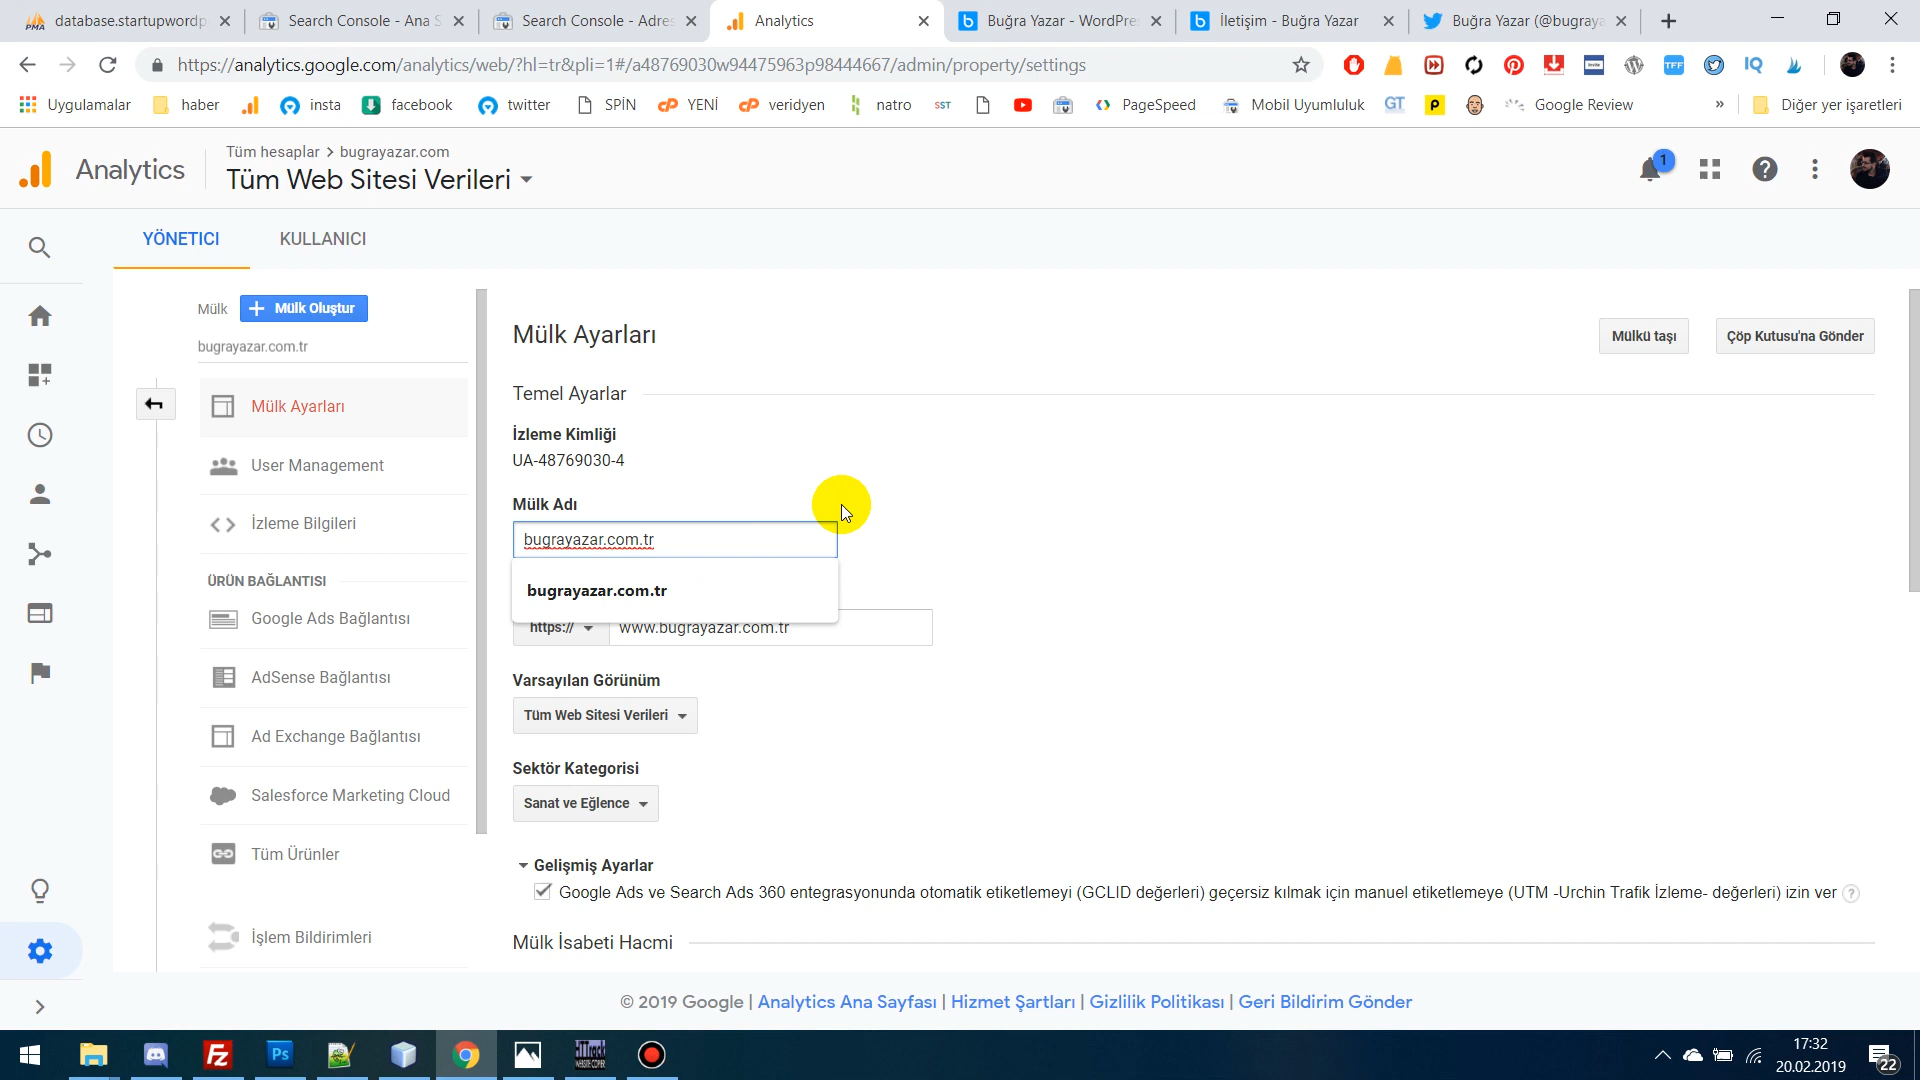 database.startupwordp
Search Console - Ana S
Search Console - Adres
Analytics
Buğra Yazar - WordPre
İletişim - Buğra Yazar
Buğra Yazar (@bugraya
https://analytics.google.com/analytics/web/?hl=tr&pli=1#/a48769030w94475963p98444667/admin/property/settings
Uygulamalar
haber
insta
facebook
twitter
SPİN
YENİ
veridyen
natro
PageSpeed
Mobil Uyumluluk
Google Review
»
Diğer yer işaretleri
Analytics
Tüm hesaplar > bugrayazar.com
Tüm Web Sitesi Verileri
1
YÖNETICI
KULLANICI
Mülk
+ Mülk Oluştur
bugrayazar.com.tr
Mülk Ayarları
User Management
İzleme Bilgileri
ÜRÜN BAĞLANTISI
Google Ads Bağlantısı
AdSense Bağlantısı
Ad Exchange Bağlantısı
Salesforce Marketing Cloud
Tüm Ürünler
İşlem Bildirimleri
Mülk Ayarları
Mülkü taşı
Çöp Kutusu'na Gönder
Temel Ayarlar
İzleme Kimliği
UA-48769030-4
Mülk Adı
bugrayazar.com.tr
bugrayazar.com.tr
https://
www.bugrayazar.com.tr
Varsayılan Görünüm
Tüm Web Sitesi Verileri
Sektör Kategorisi
Sanat ve Eğlence
Gelişmiş Ayarlar
Google Ads ve Search Ads 360 entegrasyonunda otomatik etiketlemeyi (GCLID değerleri) geçersiz kılmak için manuel etiketlemeye (UTM -Urchin Trafik İzleme- değerleri) izin ver ?
Mülk İsabeti Hacmi
© 2019 Google | Analytics Ana Sayfası | Hizmet Şartları | Gizlilik Politikası | Geri Bildirim Gönder
17:32
20.02.2019
22